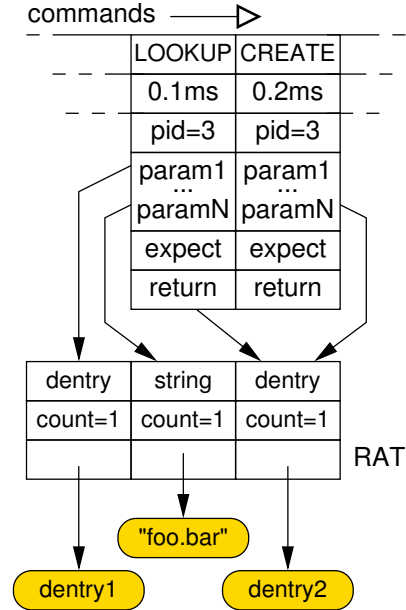 commands
LOOKUP CREATE
0.1ms 0.2ms
pid=3 pid=3
param1 param1
... ...
paramN paramN
expect expect
return return
dentry string dentry
count=1 count=1 count=1
RAT
"foo.bar"
dentry1 dentry2